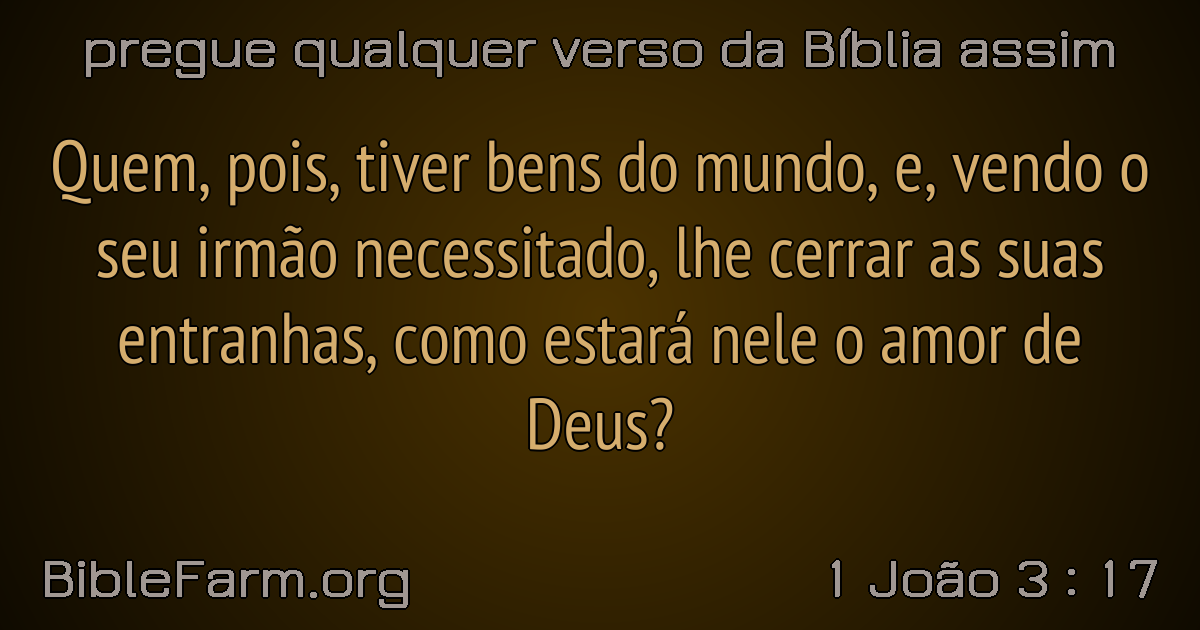 pregue qualquer verso da Bíblia assim
Quem, pois, tiver bens do mundo, e, vendo o
seu irmão necessitado, lhe cerrar as suas
entranhas, como estará nele o amor de
Deus?
BibleFarm.org
1 João 3 : 17